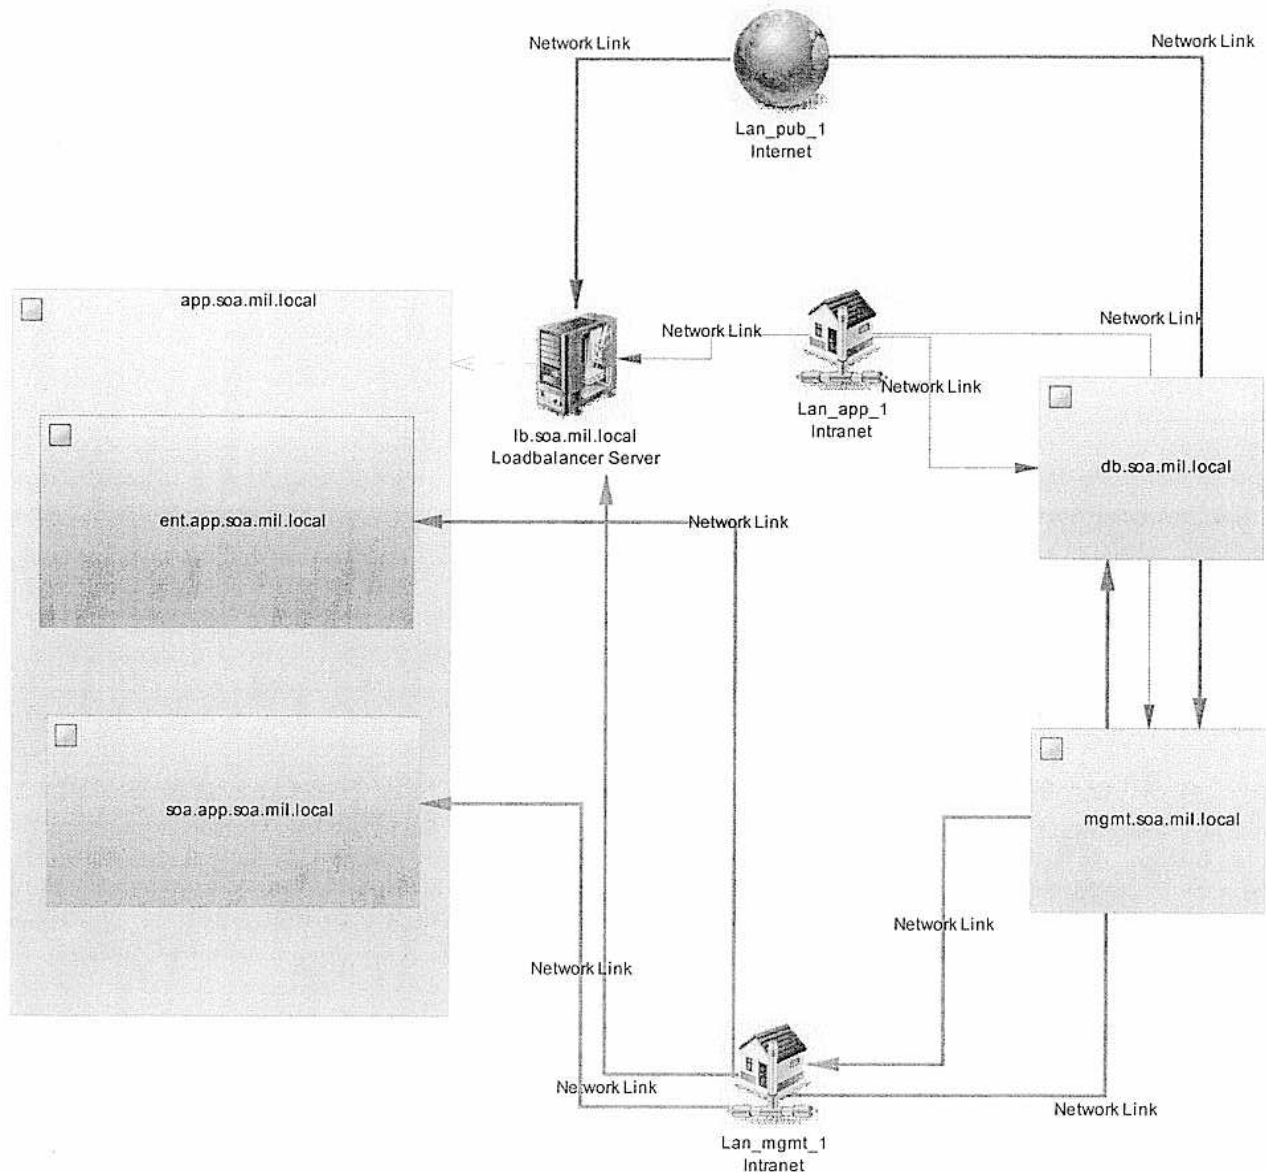 Network Link
Network Link
Lan_pub_1
Internet
app.soa.mil.local
Network Link
Network Link
Network Link
Lan_app_1
Intranet
lb.soa.mil.local
Loadbalancer Server
db.soa.mil.local
ent.app.soa.mil.local
Network Link
soa.app.soa.mil.local
mgmt.soa.mil.local
Network Link
Network Link
Network Link
Network Link
Lan_mgmt_1
Intranet